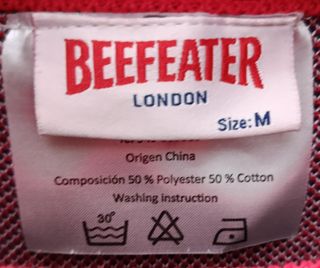 BEEFEATER
LONDON
Size: M
Origen China
Composición 50 % Polyester 50 % Cotton
Washing instruction
30°